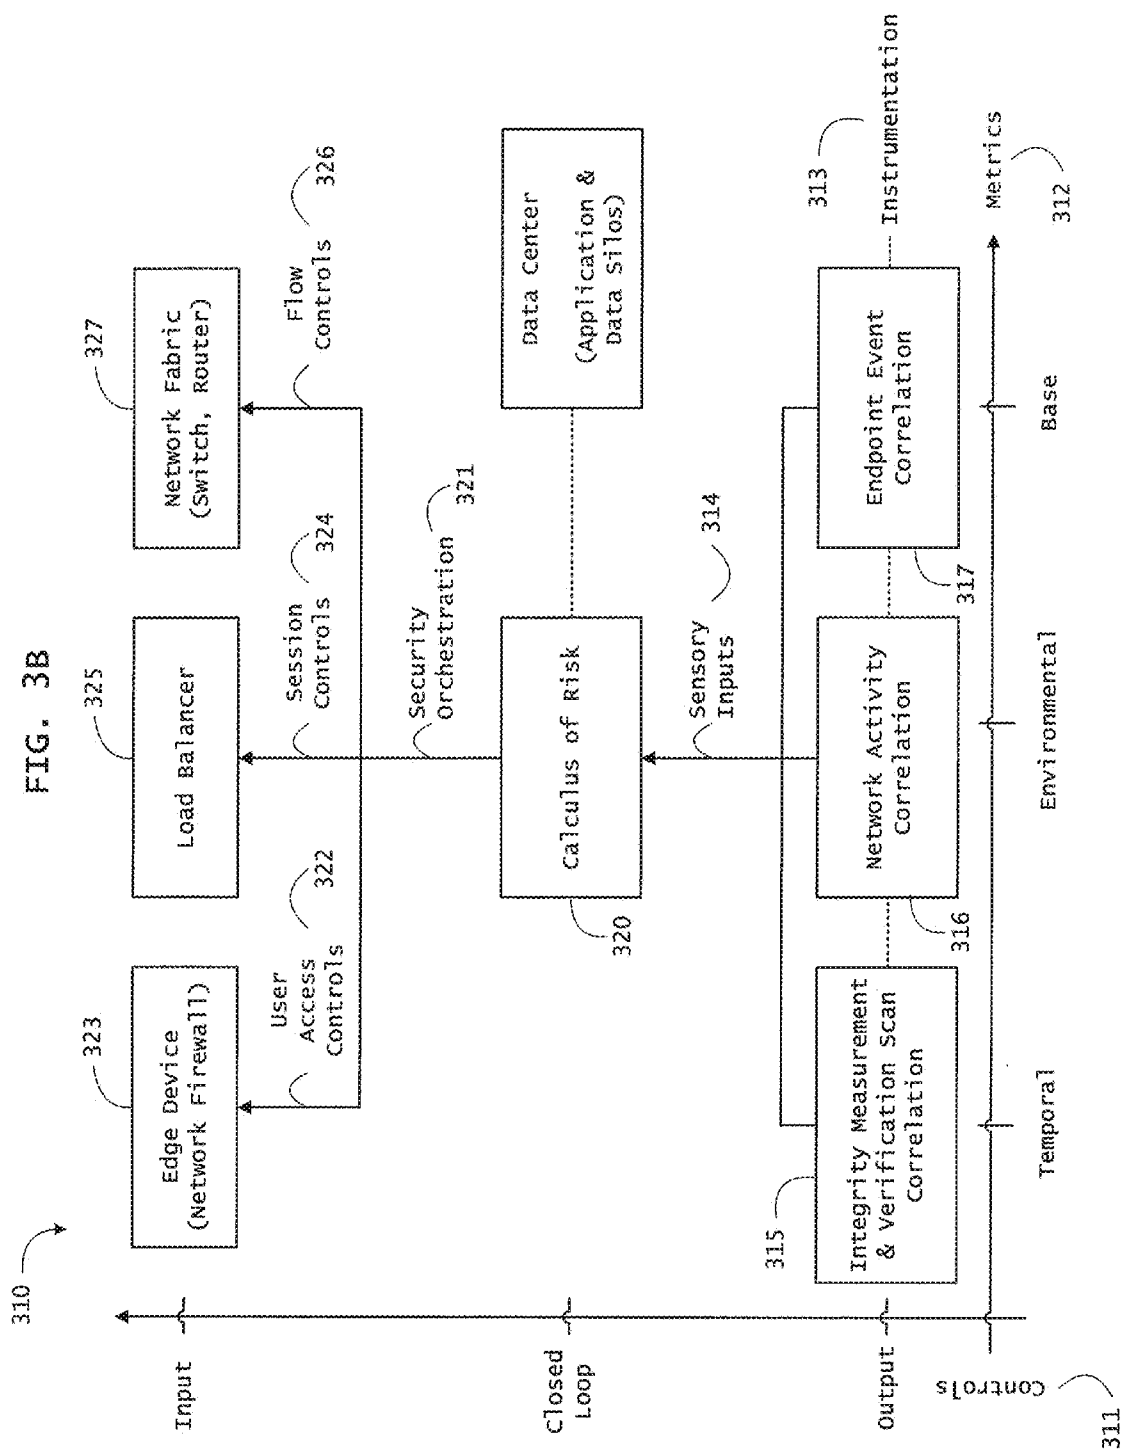 FIG. 3B
310
323
325
327
Input
Edge Device
(Network Firewall)
Load Balancer
Network Fabric
(Switch, Router)
User
Access
Controls
322
Session
Controls
324
Flow
Controls
326
Security
Orchestration
321
Closed
Loop
Calculus of Risk
320
Data Center
(Application &
Data Silos)
Sensory
Inputs
314
315
Output
Integrity Measurement
& Verification Scan
Correlation
316
Network Activity
Correlation
317
Endpoint Event
Correlation
313
Instrumentation
Controls
311
Metrics
312
Temporal
Environmental
Base